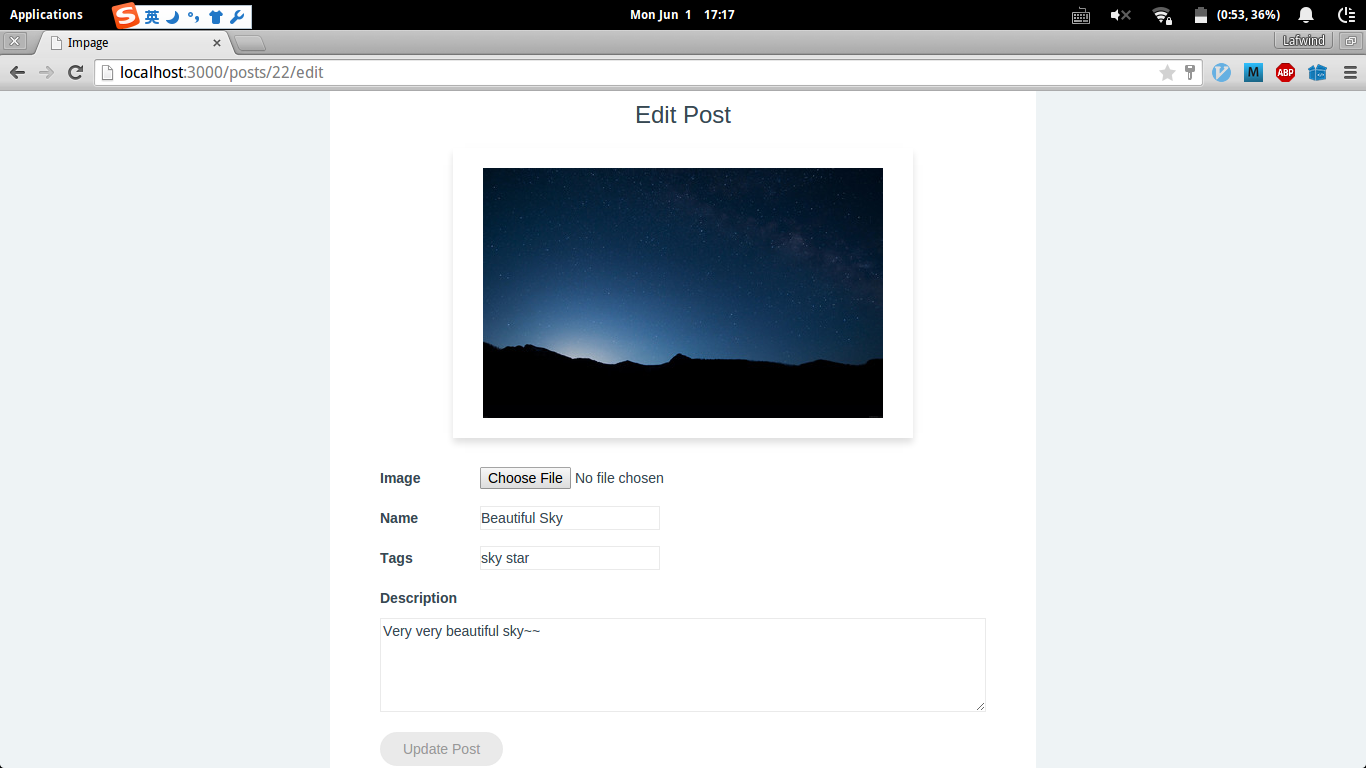 Applications
S 英
Mon Jun 1 17:17
(0:53, 36%)
Impage
Lafwind
localhost:3000/posts/22/edit
V M ABP
Edit Post
Image Choose File No file chosen
Name Beautiful Sky
Tags sky star
Description
Very very beautiful sky~~
Update Post